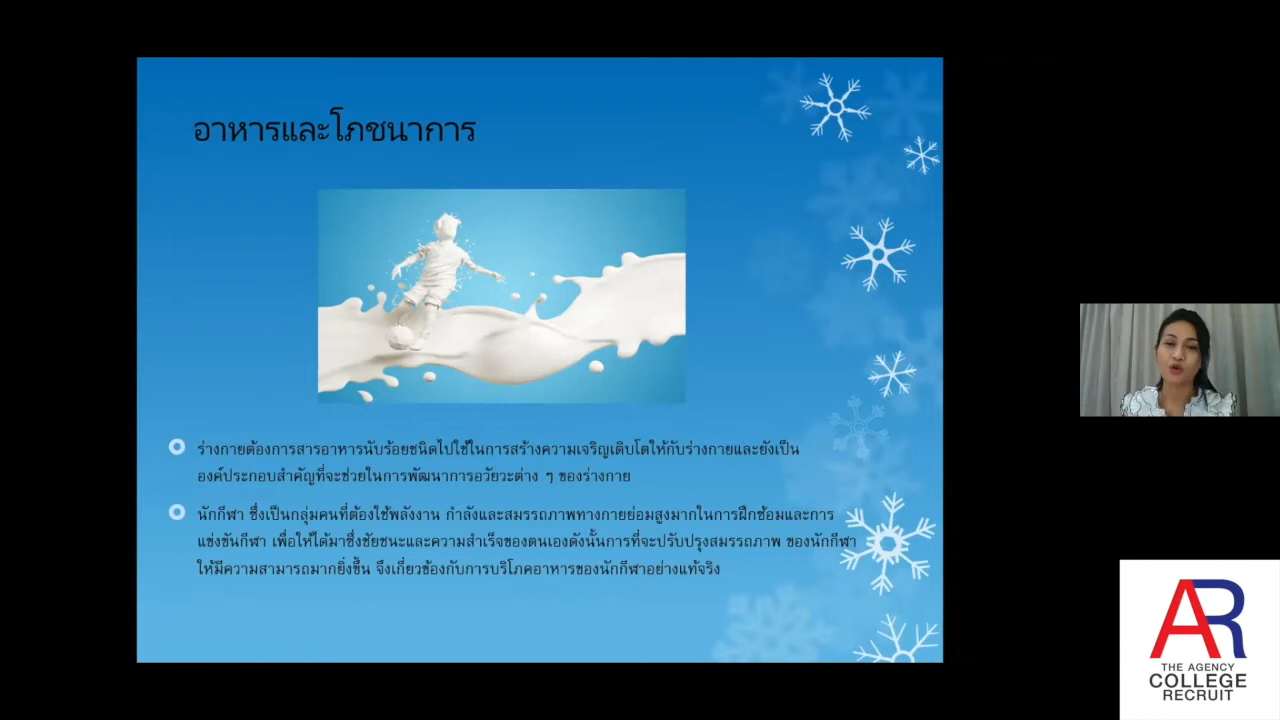 อาหารและโภชนาการ
ร่างกายต้องการสารอาหารนับร้อยชนิดไปใช้ในการสร้างความเจริญเติบโตให้กับร่างกายและยังเป็น
องค์ประกอบสำคัญที่จะช่วยในการพัฒนาการอวัยวะต่าง ๆ ของร่างกาย
นักกีฬา ซึ่งเป็นกลุ่มคนที่ต้องใช้พลังงาน กำลังและสมรรถภาพทางกายย่อมสูงมากในการฝึกซ้อมและการ
แข่งขันกีฬา เพื่อให้ได้มาซึ่งชัยชนะและความสำเร็จของตนเองดังนั้นการที่จะปรับปรุงสมรรถภาพ ของนักกีฬา
ให้มีความสามารถมากยิ่งขึ้น จึงเกี่ยวข้องกับการบริโภคอาหารของนักกีฬาอย่างแท้จริง
AR
THE AGENCY
COLLEGE
RECRUIT